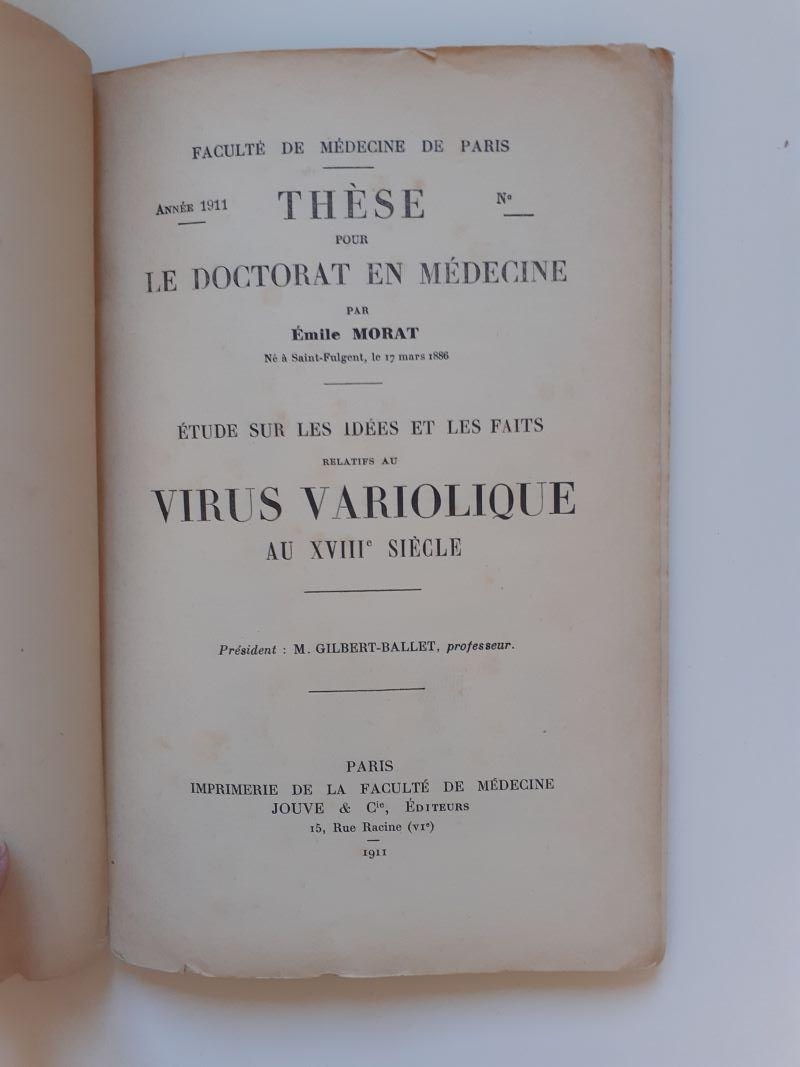 FACULTÉ DE MÉDECINE DE PARIS
ANNÉE 1911 THÈSE Nº
POUR
LE DOCTORAT EN MÉDECINE
PAR
Émile MORAT
Né à Saint-Fulgent, le 17 mars 1886
ÉTUDE SUR LES IDÉES ET LES FAITS
RELATIFS AU
VIRUS VARIOLIQUE
AU XVIIIe SIÈCLE
Président : M. GILBERT-BALLET, professeur.
PARIS
IMPRIMERIE DE LA FACULTÉ DE MÉDECINE
JOUVE & Cie, ÉDITEURS
15, Rue Racine (VIe)
1911